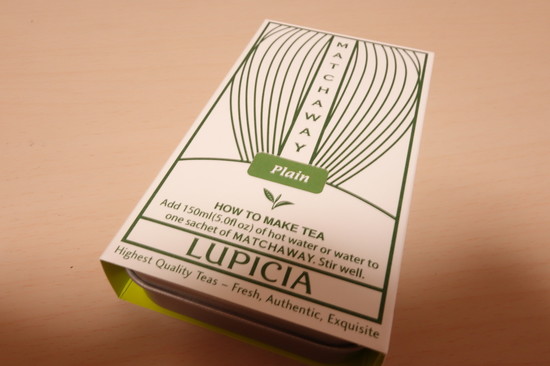 MATCHAWAY
Plain
HOW TO MAKE TEA
Add 150ml(5.0fl oz) of hot water or water to
one sachet of MATCHAWAY. Stir well.
LUPICIA
Highest Quality Teas – Fresh, Authentic, Exquisite